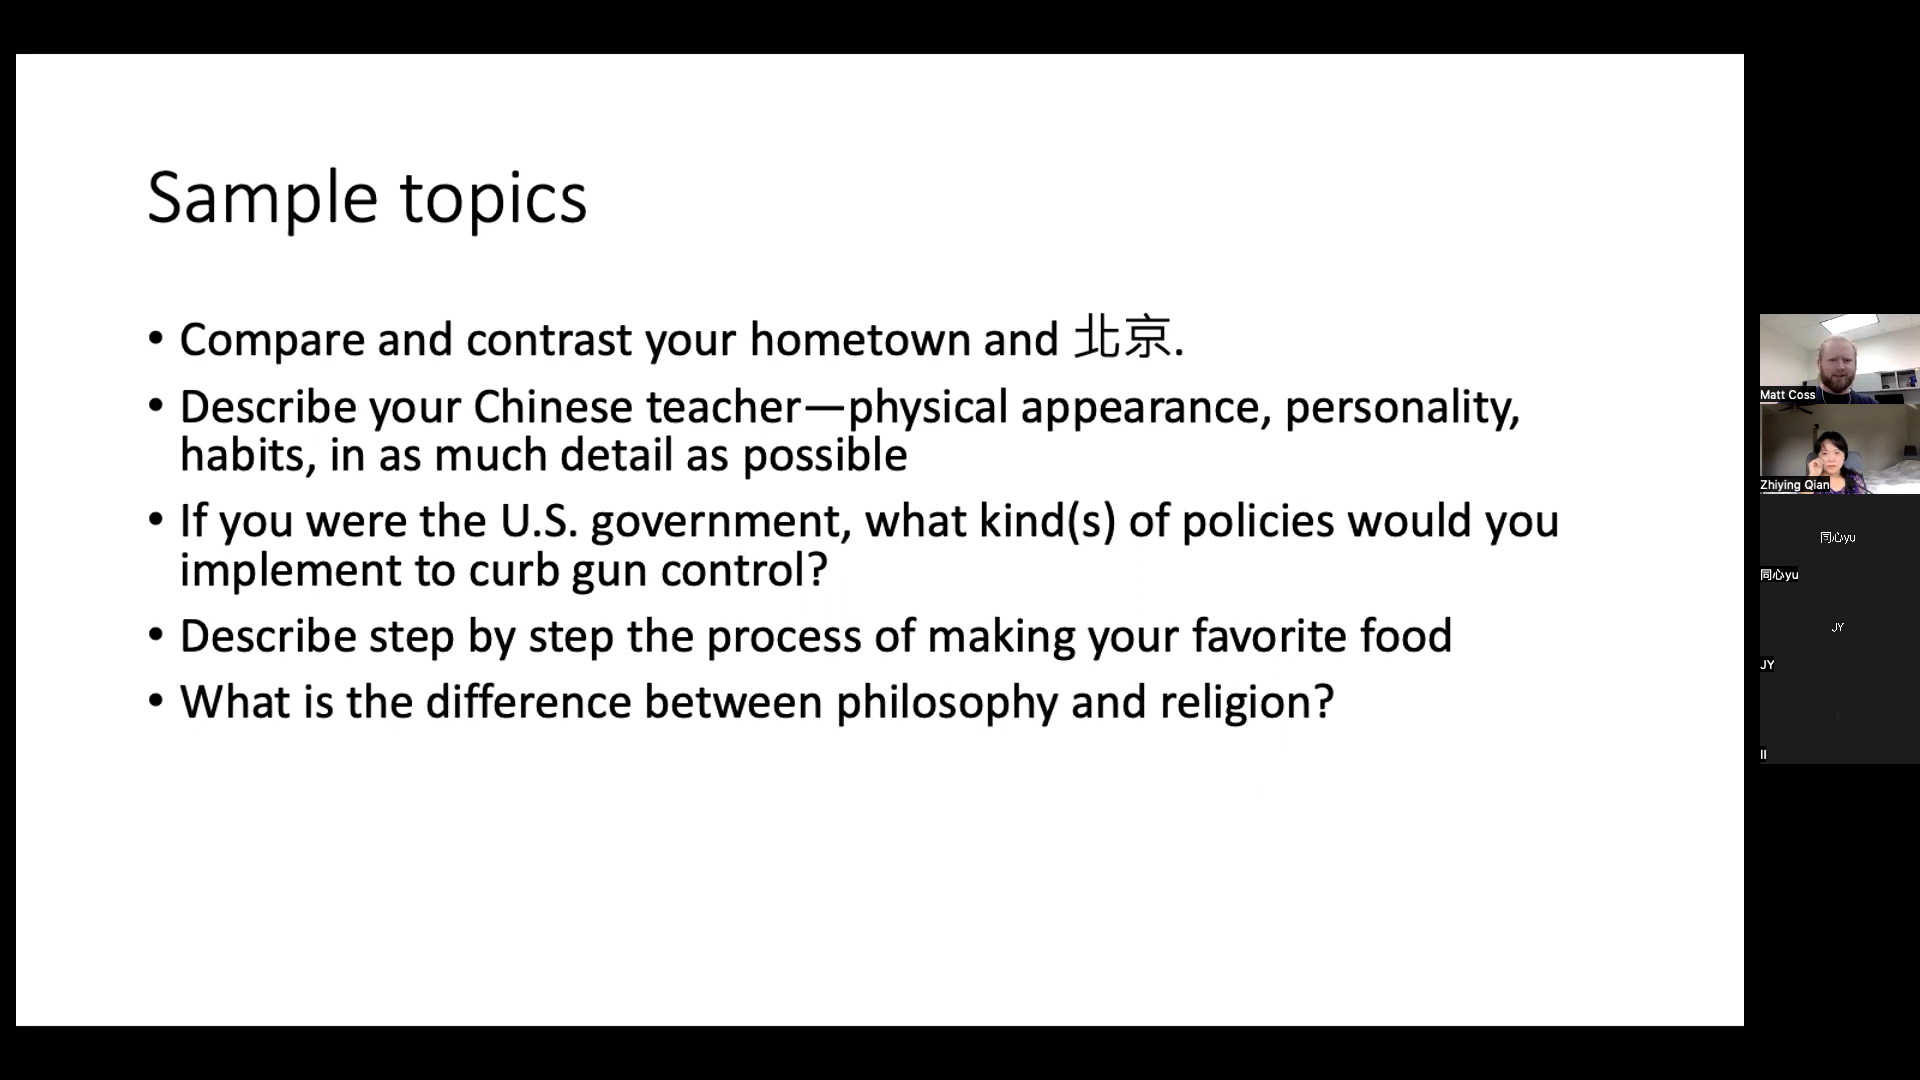 Sample topics
• Compare and contrast your hometown and 北京.
• Describe your Chinese teacher—physical appearance, personality,
habits, in as much detail as possible
• If you were the U.S. government, what kind(s) of policies would you
implement to curb gun control?
• Describe step by step the process of making your favorite food
• What is the difference between philosophy and religion?
Matt Coss
Zhiying Qian
同心yu
同心yu
JY
JY